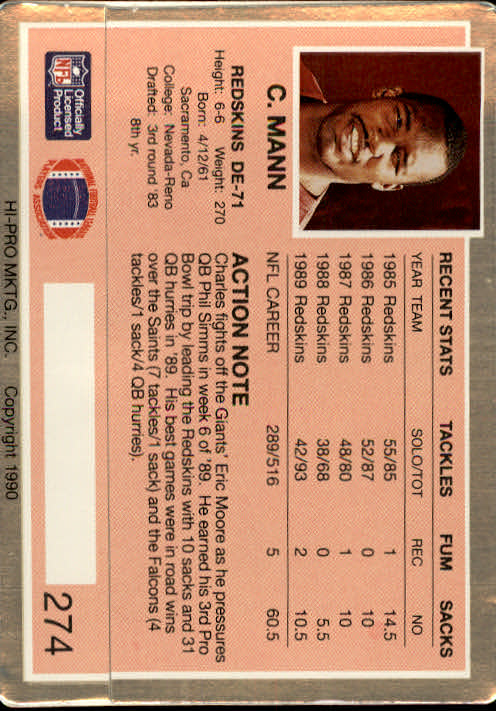 C. MANN
REDSKINS DE-71
Height: 6-6 Weight: 270
Born: 4/12/61
Sacramento, Ca
College: Nevada-Reno
Drafted: 3rd round '83
8th yr.
RECENT STATS TACKLES FUM SACKS
YEAR TEAM SOLO/TOT REC NO
1985 Redskins 55/85 1 14.5
1986 Redskins 52/87 0 10
1987 Redskins 48/80 1 10
1988 Redskins 38/68 0 5.5
1989 Redskins 42/93 2 10.5
NFL CAREER 289/516 5 60.5
ACTION NOTE
Charles fights off the Giants' Eric Moore as he pressures
QB Phil Simms in week 6 of '89. He earned his 3rd Pro
Bowl trip by leading the Redskins with 10 sacks and 31
QB hurries in '89. His best games were in road wins
over the Saints (7 tackles/1 sack) and the Falcons (4
tackles/1 sack/4 QB hurries).
NFL
Officially
Licensed
Product
274
HI-PRO MKTG., INC. Copyright 1990